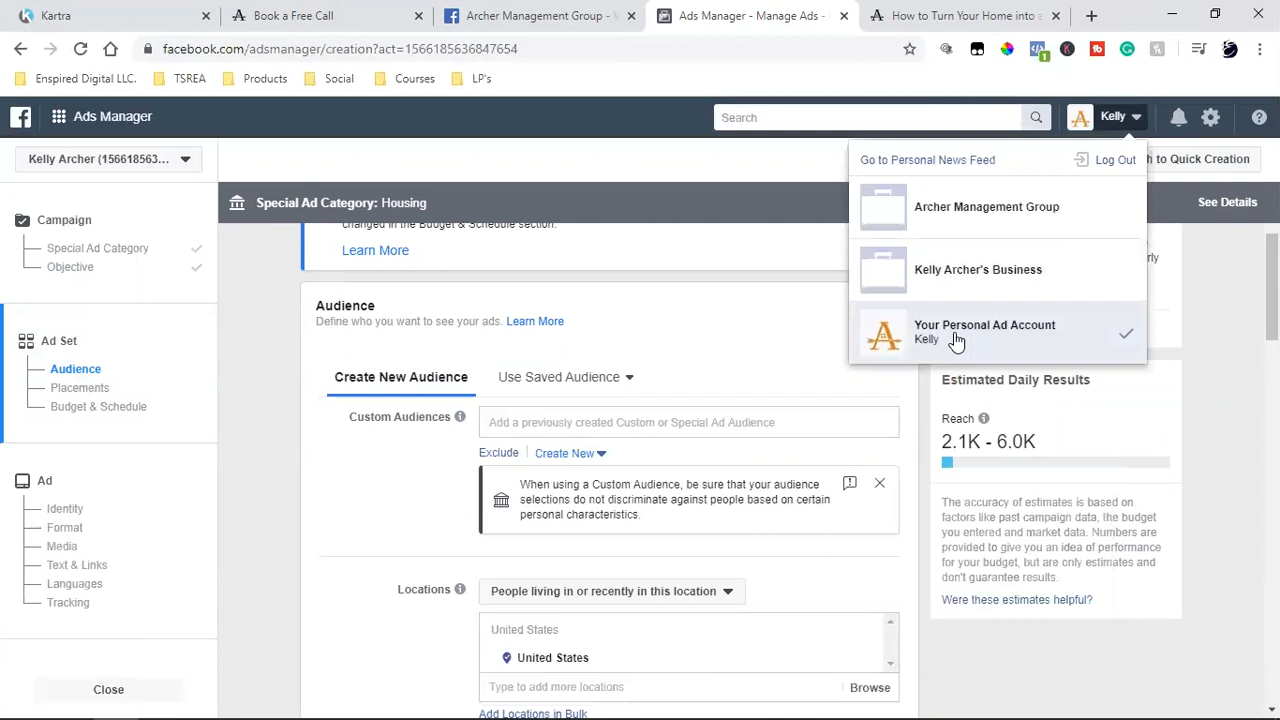 Kartra
Book a Free Call
Archer Management Group - V
Ads Manager - Manage Ads -
How to Turn Your Home into a
facebook.com/adsmanager/creation?act=1566185636847654
1
Enspired Digital LLC.
TSREA
Products
Social
Courses
LP's
Ads Manager
Search
Kelly
Kelly Archer (156618563...
Go to Personal News Feed
Log Out
h to Quick Creation
Campaign
Special Ad Category
Objective
Special Ad Category: Housing
See Details
Archer Management Group
changed in the Budget & Schedule section.
Learn More
rly
Kelly Archer's Business
Audience
Define who you want to see your ads. Learn More
Your Personal Ad Account
Kelly
Ad Set
Audience
Placements
Budget & Schedule
Create New Audience
Use Saved Audience
Estimated Daily Results
Custom Audiences
Add a previously created Custom or Special Ad Audience
Reach
2.1K - 6.0K
Exclude
Create New
When using a Custom Audience, be sure that your audience
selections do not discriminate against people based on certain
personal characteristics.
The accuracy of estimates is based on
factors like past campaign data, the budget
you entered and market data. Numbers are
provided to give you an idea of performance
for your budget, but are only estimates and
don't guarantee results.
Were these estimates helpful?
Ad
Identity
Format
Media
Text & Links
Languages
Tracking
Locations
People living in or recently in this location
United States
United States
Type to add more locations
Browse
Add Locations in Bulk
Close